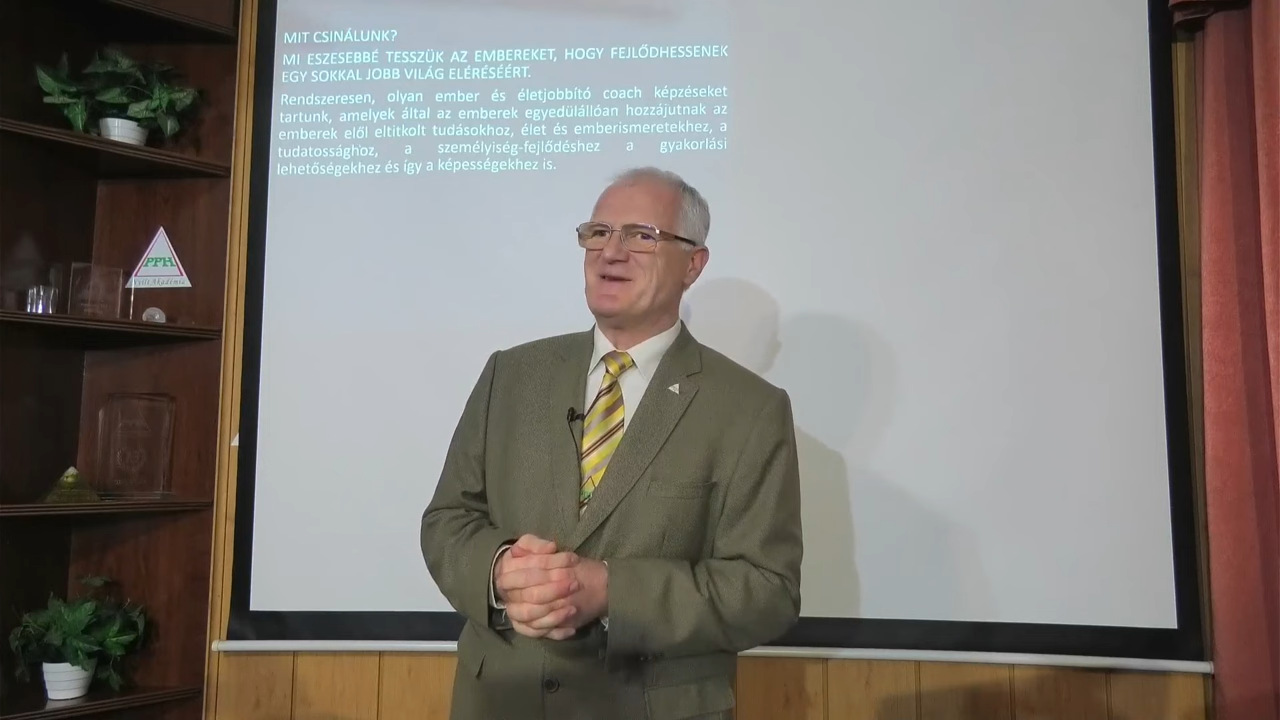 MIT CSINÁLUNK?
MI ESZESEBBÉ TESSZÜK AZ EMBEREKET, HOGY FEJLŐDHESSENEK
EGY SOKKAL JOBB VILÁG ELÉRÉSÉÉRT.
Rendszeresen, olyan ember és életjobbító coach képzéseket
tartunk, amelyek által az emberek egyedülállóan hozzájutnak az
emberek elől eltitkolt tudásokhoz, élet és emberismeretekhez, a
tudatossághoz, a személyiség-fejlődéshez a gyakorlási
lehetőségekhez és így a képességekhez is.
PPH
Nyílt Akadémia